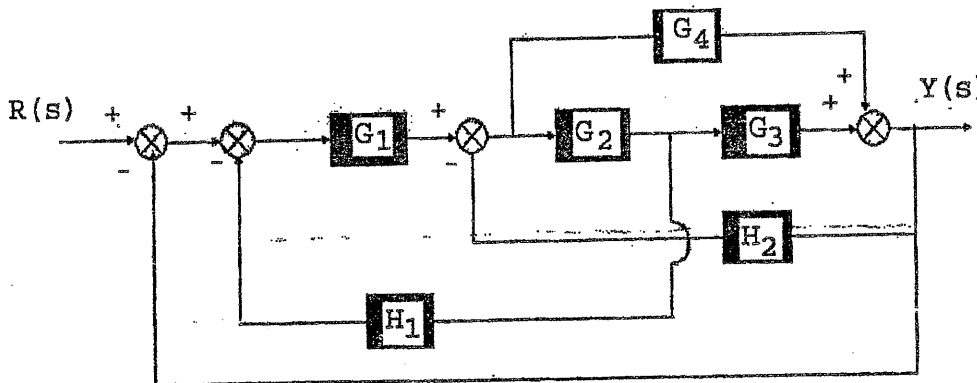 G4
+
R(s)
+
+
+
+
Y(s)
G1
G2
G3
-
-
-
H2
H1